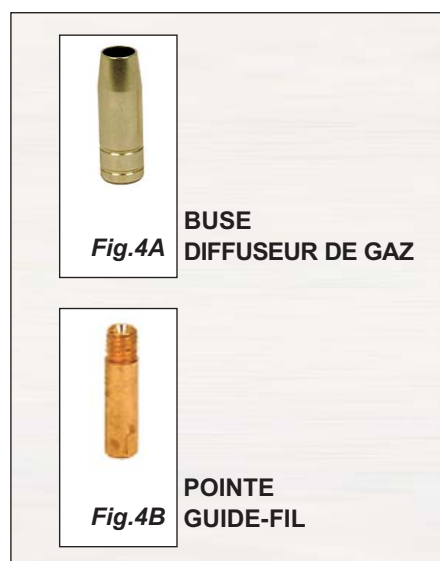 Fig.4A
BUSE
DIFFUSEUR DE GAZ
Fig.4B
POINTE
GUIDE-FIL